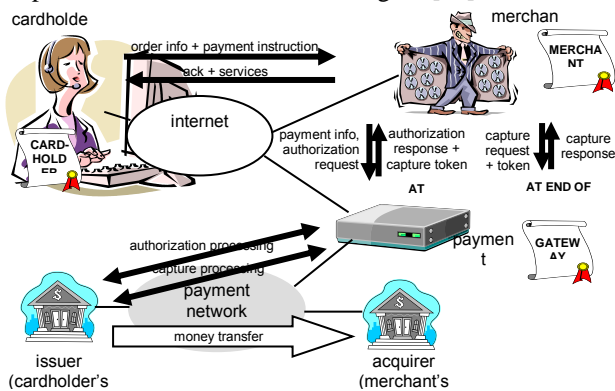 cardholde
merchan
order info + payment instruction
ack + services
MERCHA
NT
internet
CARD-
HOLD
payment info,
authorization
request
authorization
response +
capture token
capture
request
+ token
capture
response
AT
AT END OF
authorization processing
capture processing
paymen
t
GATEW
AY
payment
network
money transfer
issuer
(cardholder's
acquirer
(merchant's